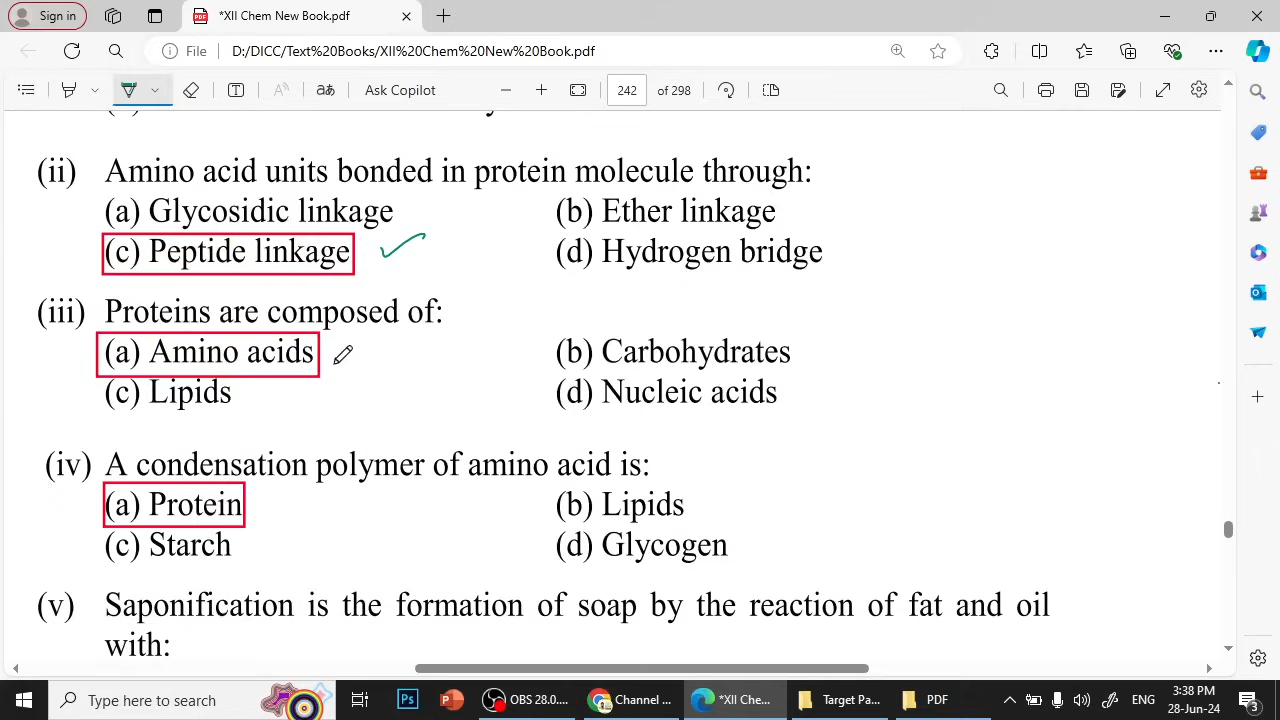 Sign in
*XII Chem New Book.pdf
File
D:/DICC/Text%20Books/XII%20Chem%20New%20Book.pdf
Ask Copilot
242 of 298
(ii) Amino acid units bonded in protein molecule through:
(a) Glycosidic linkage (b) Ether linkage
(c) Peptide linkage (d) Hydrogen bridge
(iii) Proteins are composed of:
(a) Amino acids (b) Carbohydrates
(c) Lipids (d) Nucleic acids
(iv) A condensation polymer of amino acid is:
(a) Protein (b) Lipids
(c) Starch (d) Glycogen
(v) Saponification is the formation of soap by the reaction of fat and oil
with:
Type here to search
Ps
OBS 28.0....
Channel ...
*XII Che...
Target Pa...
PDF
ENG
3:38 PM
28-Jun-24
3